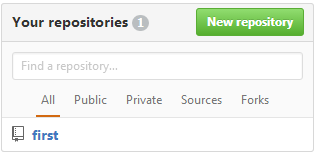 Your repositories 1 New repository
Find a repository...
All Public Private Sources Forks
first